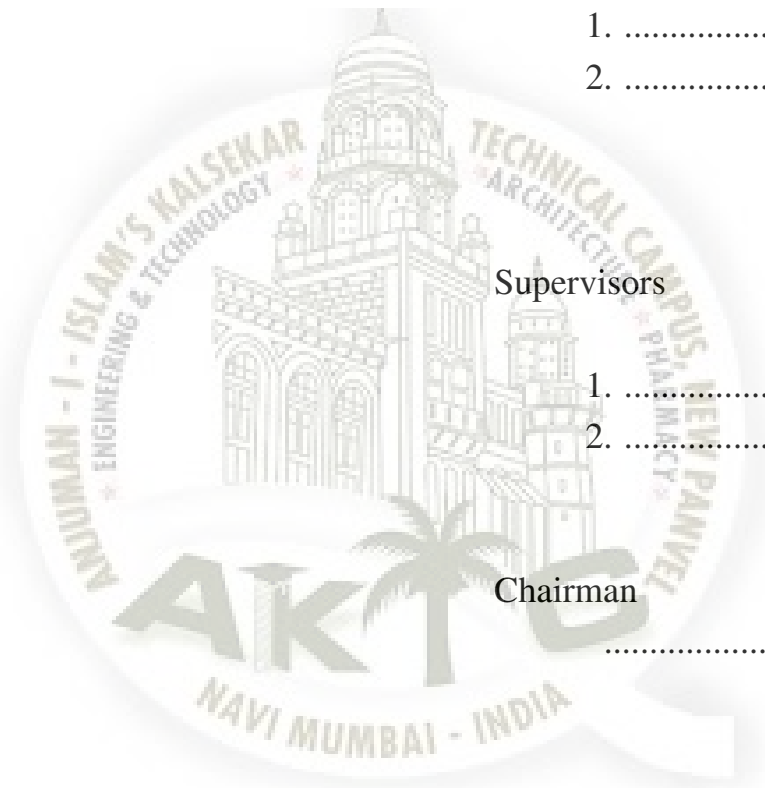 1. ..................
2. ..................
Supervisors
1. ..................
2. ..................
Chairman
..................
ANJUMAN - I - ISLAM'S KALSEKAR TECHNICAL CAMPUS, NEW PANVEL
ENGINEERING & TECHNOLOGY * ARCHITECTURE * PHARMACY *
AKTC
NAVI MUMBAI - INDIA